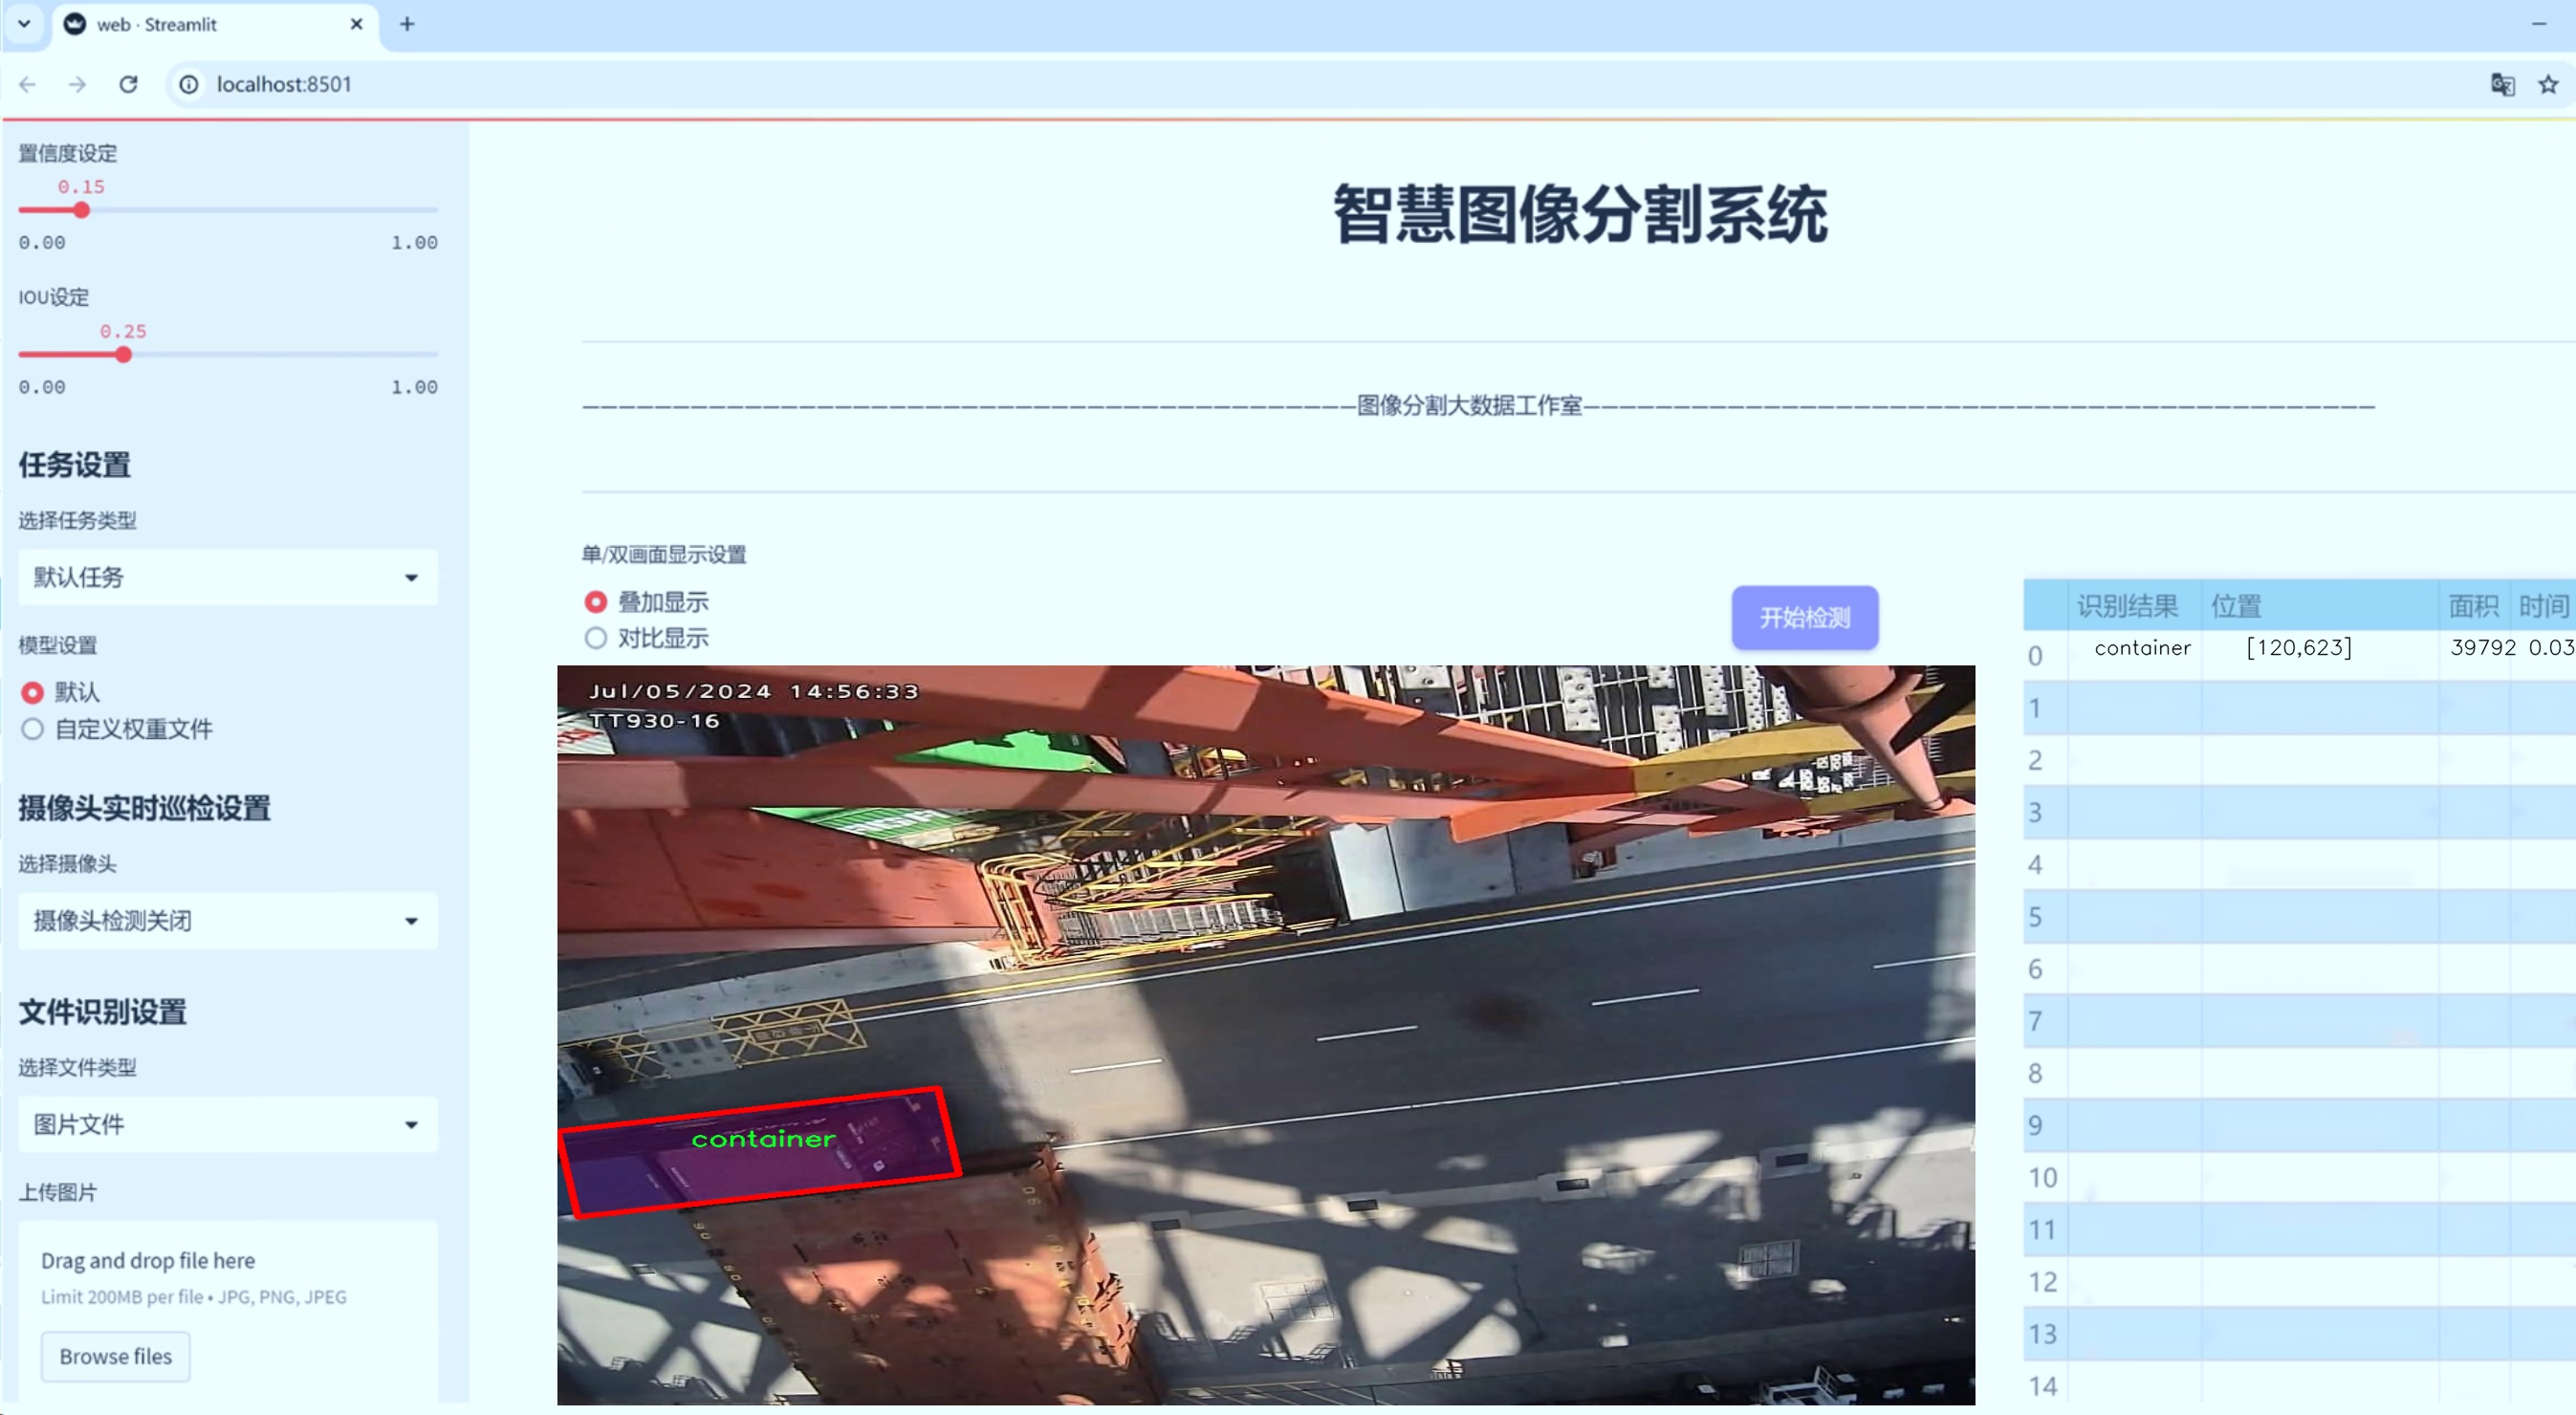 web · Streamlit
localhost:8501
置信度设定
0.15
0.00 1.00
IOU设定
0.25
0.00 1.00
任务设置
选择任务类型
默认任务
模型设置
默认
自定义权重文件
摄像头实时巡检设置
选择摄像头
摄像头检测关闭
文件识别设置
选择文件类型
图片文件
上传图片
Drag and drop file here
Limit 200MB per file • JPG, PNG, JPEG
Browse files
智慧图像分割系统
图像分割大数据工作室
单/双画面显示设置
叠加显示
对比显示
开始检测
Jul/05/2024 14:56:33
TT930-16
container
识别结果 位置 面积 时间
0 container [120,623] 39792 0.03
1
2
3
4
5
6
7
8
9
10
11
12
13
14